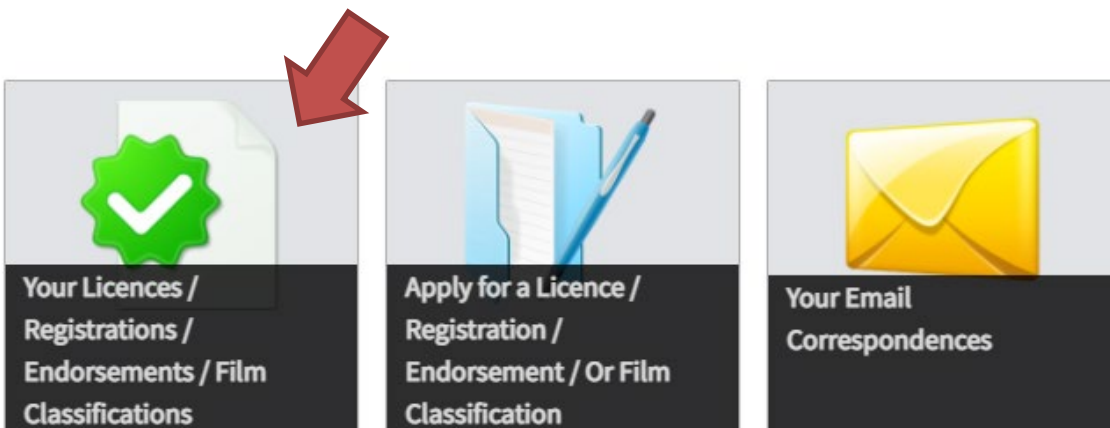 Your Licences /
Registrations /
Endorsements / Film
Classifications
Apply for a Licence /
Registration /
Endorsement / Or Film
Classification
Your Email
Correspondences